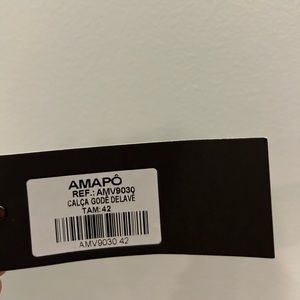 AMAPÔ
REF.: AMV9030
CALÇA GODÊ DELAVÊ
TAM: 42
AMV9030 42